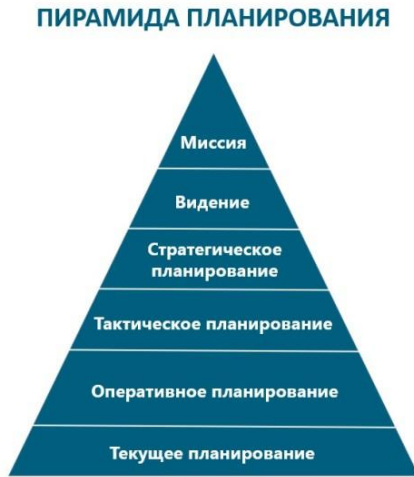 ПИРАМИДА ПЛАНИРОВАНИЯ
Миссия
Видение
Стратегическое
планирование
Тактическое планирование
Оперативное планирование
Текущее планирование